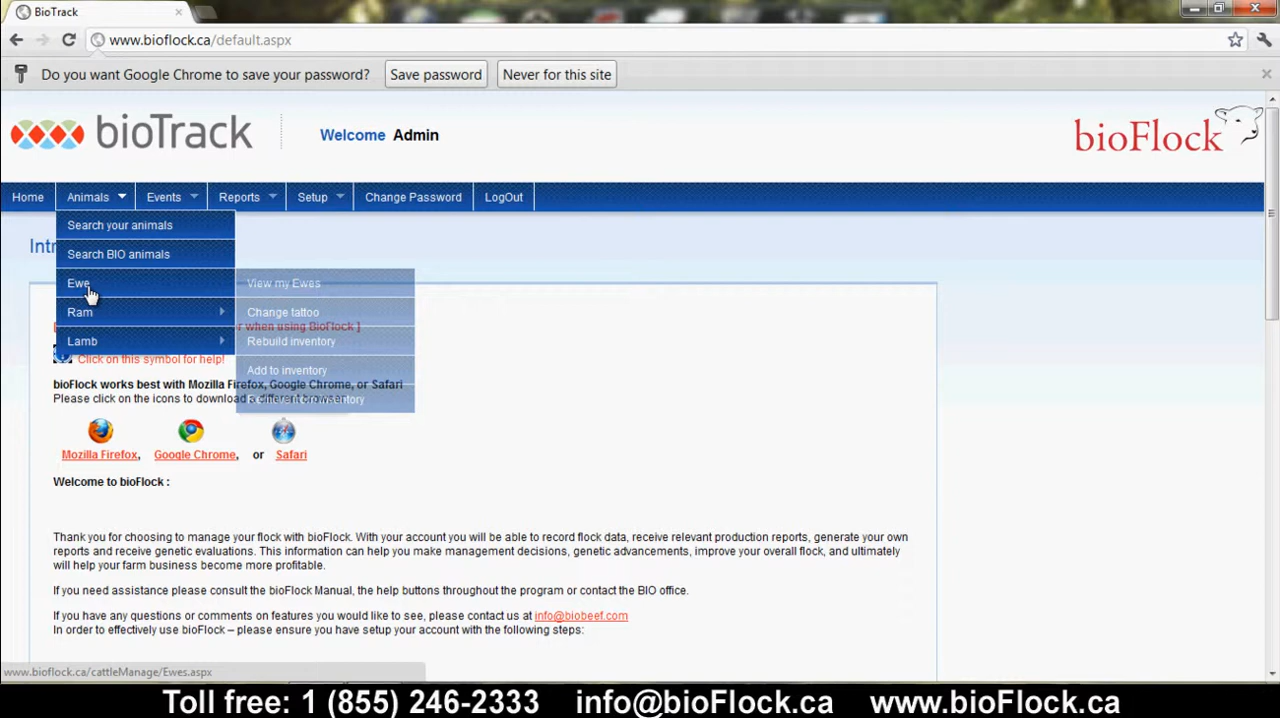 BioTrack
www.bioflock.ca/default.aspx
Do you want Google Chrome to save your password? Save password Never for this site
bioTrack Welcome Admin bioFlock
Home Animals Events Reports Setup Change Password LogOut
Search your animals
Search BIO animals
Ewe View my Ewes
Ram Change tattoo
when using BioFlock ]
Lamb Rebuild inventory
Click on this symbol for help!
Add to inventory
bioFlock works best with Mozilla Firefox, Google Chrome, or Safari
Please click on the icons to download different browser
inventory
Mozilla Firefox, Google Chrome, or Safari
Welcome to bioFlock :
Thank you for choosing to manage your flock with bioFlock. With your account you will be able to record flock data, receive relevant production reports, generate your own
reports and receive genetic evaluations. This information can help you make management decisions, genetic advancements, improve your overall flock, and ultimately
will help your farm business become more profitable.
If you need assistance please consult the bioFlock Manual, the help buttons throughout the program or contact the BIO office.
If you have any questions or comments on features you would like to see, please contact us at info@biobeef.com
In order to effectively use bioFlock – please ensure you have setup your account with the following steps:
www.bioflock.ca/cattleManage/Ewes.aspx
Toll free: 1 (855) 246-2333 info@bioFlock.ca www.bioFlock.ca